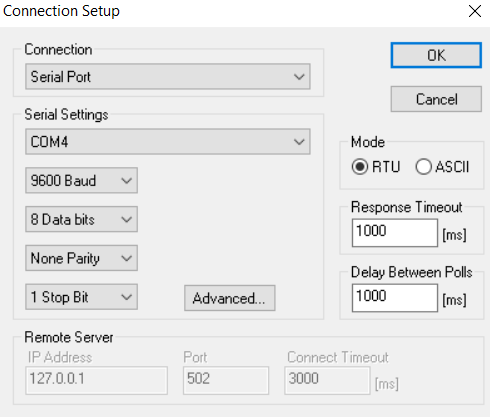 Connection Setup
Connection
OK
Serial Port
Cancel
Serial Settings
COM4
Mode
RTU
ASCII
9600 Baud
Response Timeout
8 Data bits
1000
[ms]
None Parity
Delay Between Polls
1 Stop Bit
Advanced...
1000
[ms]
Remote Server
IP Address
Port
Connect Timeout
127.0.0.1
502
3000
[ms]